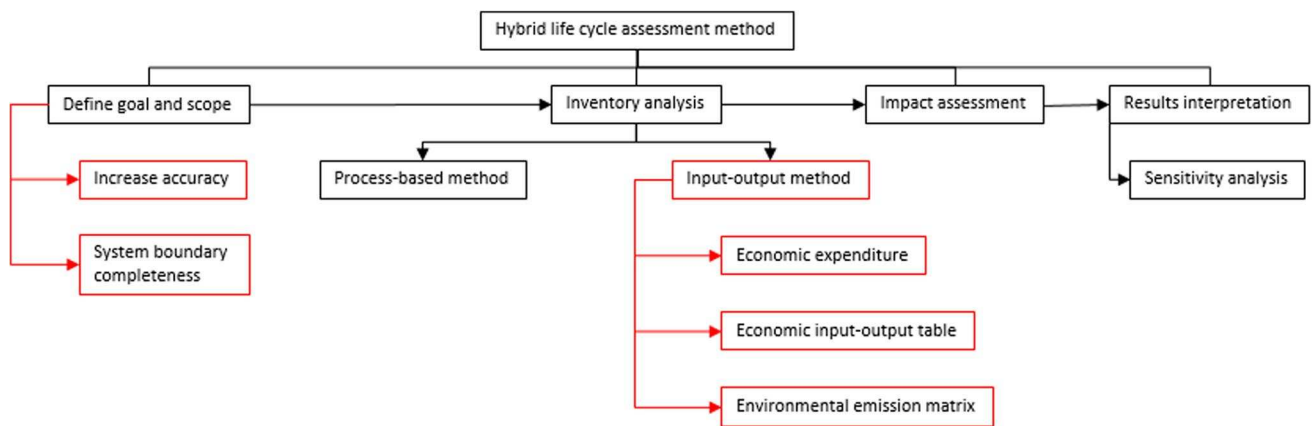 Hybrid life cycle assessment method
Define goal and scope
Inventory analysis
Impact assessment
Results interpretation
Increase accuracy
Process-based method
Input-output method
Sensitivity analysis
System boundary
completeness
Economic expenditure
Economic input-output table
Environmental emission matrix